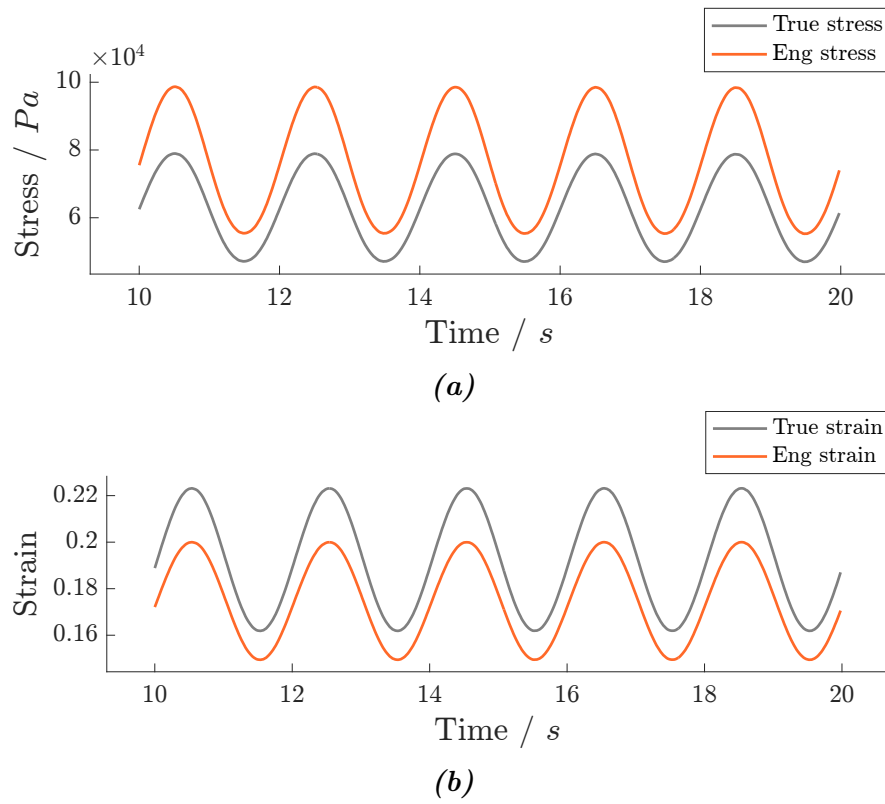 True stress
Eng stress
×10⁴
10
8
6
Stress / Pa
10 12 14 16 18 20
Time / s
(a)
True strain
Eng strain
0.22
0.2
0.18
0.16
Strain
10 12 14 16 18 20
Time / s
(b)